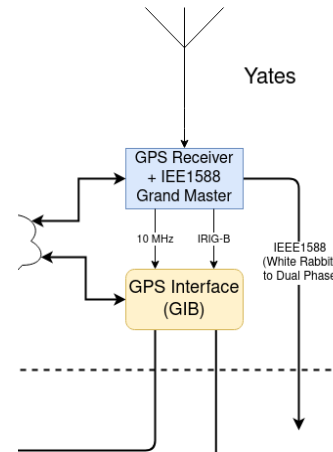 Yates
GPS Receiver
+ IEE1588
Grand Master
10 MHz
IRIG-B
IEEE1588
(White Rabbit
to Dual Phase
GPS Interface
(GIB)